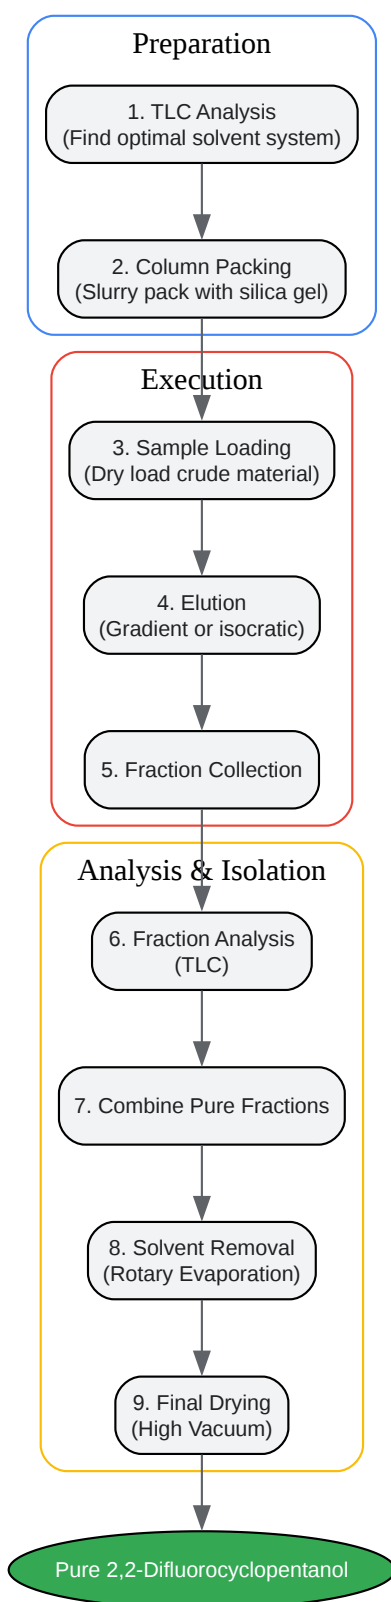 Preparation
1. TLC Analysis
(Find optimal solvent system)
2. Column Packing
(Slurry pack with silica gel)
Execution
3. Sample Loading
(Dry load crude material)
4. Elution
(Gradient or isocratic)
5. Fraction Collection
Analysis & Isolation
6. Fraction Analysis
(TLC)
7. Combine Pure Fractions
8. Solvent Removal
(Rotary Evaporation)
9. Final Drying
(High Vacuum)
Pure 2,2-Difluorocyclopentanol